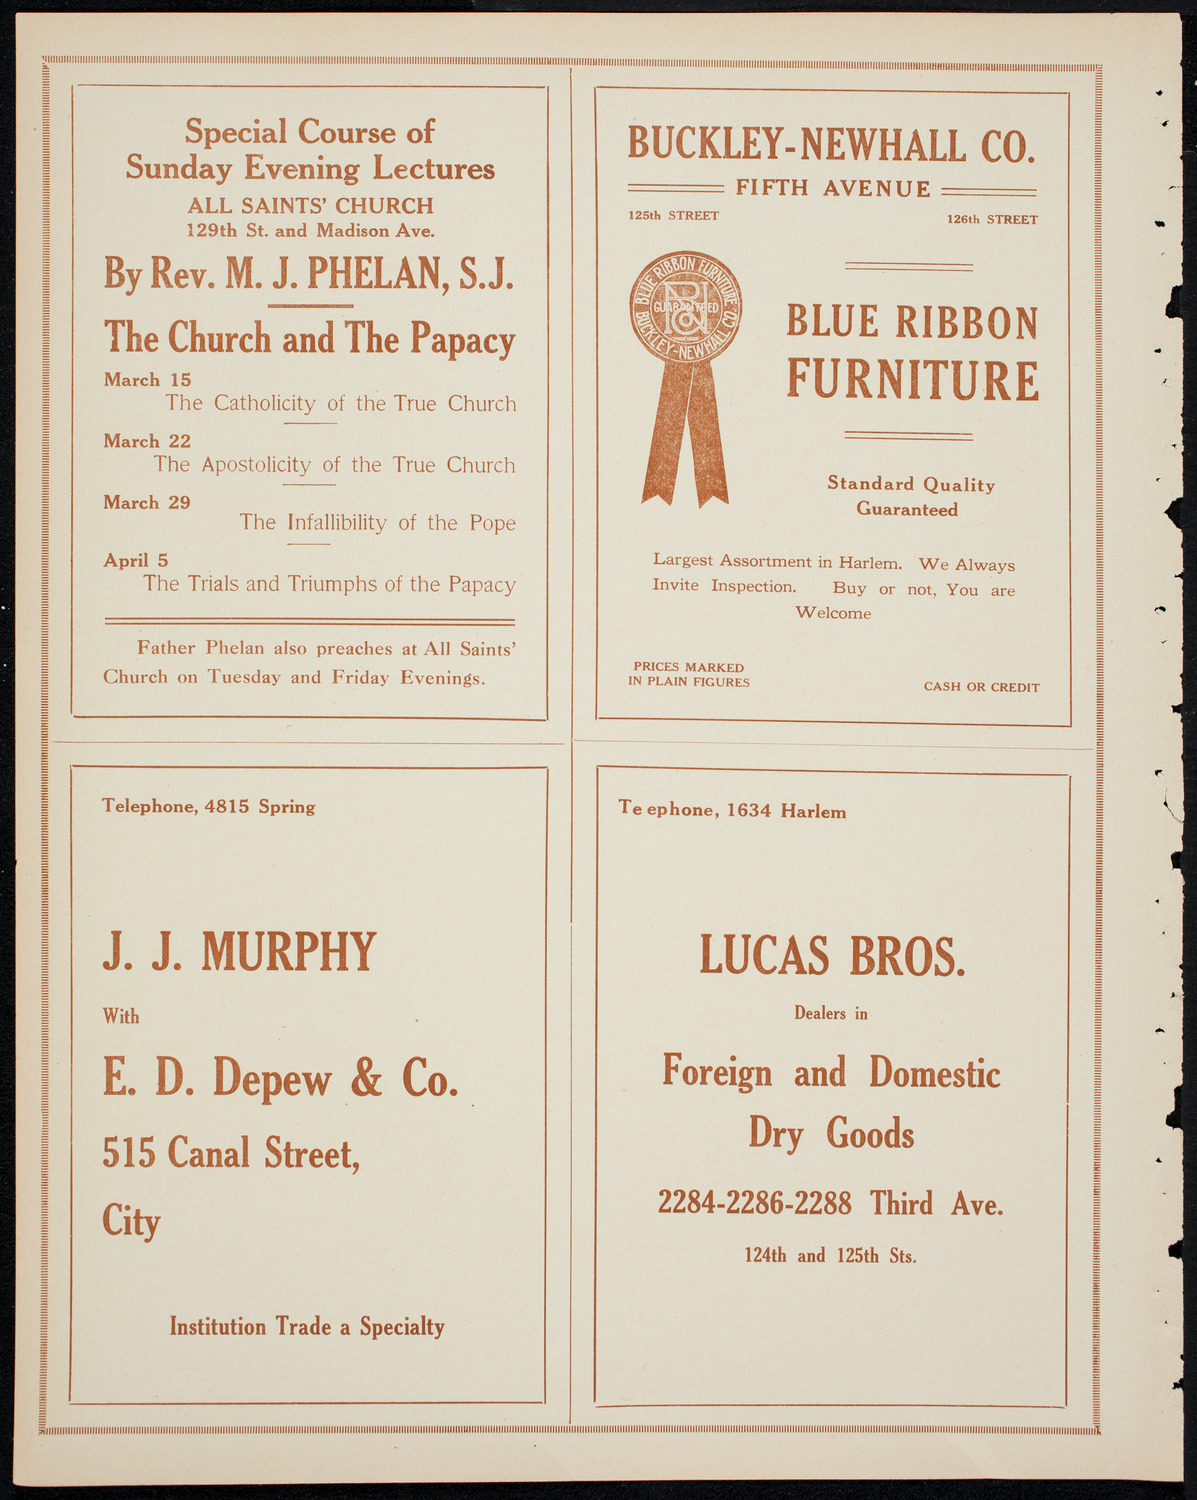 Special Course of
Sunday Evening Lectures
ALL SAINTS' CHURCH
129th St. and Madison Ave.
By Rev. M. J. PHELAN, S.J.
The Church and The Papacy
March 15
The Catholicity of the True Church
March 22
The Apostolicity of the True Church
March 29
The Infallibility of the Pope
April 5
The Trials and Triumphs of the Papacy
Father Phelan also preaches at All Saints'
Church on Tuesday and Friday Evenings.
BUCKLEY-NEWHALL CO.
FIFTH AVENUE
125th STREET
126th STREET
BLUE RIBBON FURNITURE
GUARANTEED
BUCKLEY-NEWHALL CO.
BLUE RIBBON
FURNITURE
Standard Quality
Guaranteed
Largest Assortment in Harlem. We Always
Invite Inspection. Buy or not, You are
Welcome
PRICES MARKED
IN PLAIN FIGURES
CASH OR CREDIT
Telephone, 4815 Spring
J. J. MURPHY
With
E. D. Depew & Co.
515 Canal Street,
City
Institution Trade a Specialty
Te ephone, 1634 Harlem
LUCAS BROS.
Dealers in
Foreign and Domestic
Dry Goods
2284-2286-2288 Third Ave.
124th and 125th Sts.